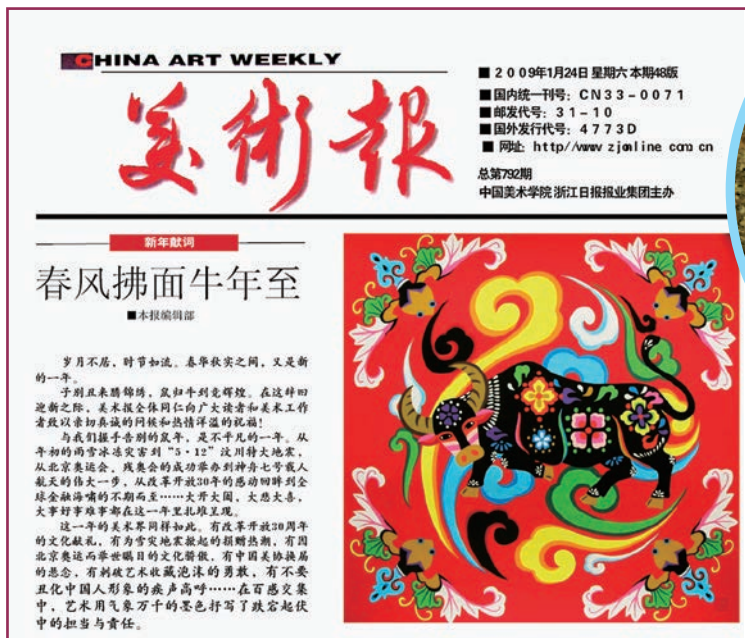 CHINA ART WEEKLY
美術報
■ 2009年1月24日 星期六 本期48版
■ 国内统一刊号: CN33-0071
■ 邮发代号: 31-10
■ 国外发行代号: 4773D
■ 网址: http//www zjonline com cn
总第792期
中国美术学院 浙江日报报业集团主办
新年献词
春风拂面牛年至
■本报编辑部
岁月不居，时节如流。春华秋实之间，又是新
的一年。
子别丑来腾锦绣，鼠归牛到竞辉煌。在这辞旧
迎新之际，美术报全体同仁向广大读者和美术工作
者致以亲切真诚的问候和热情洋溢的祝福！
与我们握手告别的鼠年，是不平凡的一年。从
年初的雨雪冰冻灾害到“5·12”汶川特大地震，
从北京奥运会、残奥会的成功举办到神舟七号载人
航天的伟大一步，从改革开放30年的感动回眸到全
球金融海啸的不期而至……大开大阖，大悲大喜，
大事好事难事都在这一年里扎堆呈现。
这一年的美术界同样如此。有改革开放30周年
的文化献礼，有为雪灾地震掀起的捐赠热潮，有因
北京奥运而举世瞩目的文化骄傲，有中国美协换届
的悬念，有刺破艺术收藏泡沫的勇敢，有不要
丑化中国人形象的疾声高呼……在百感交集
中，艺术用气象万千的墨色抒写了跌宕起伏
中的担当与责任。